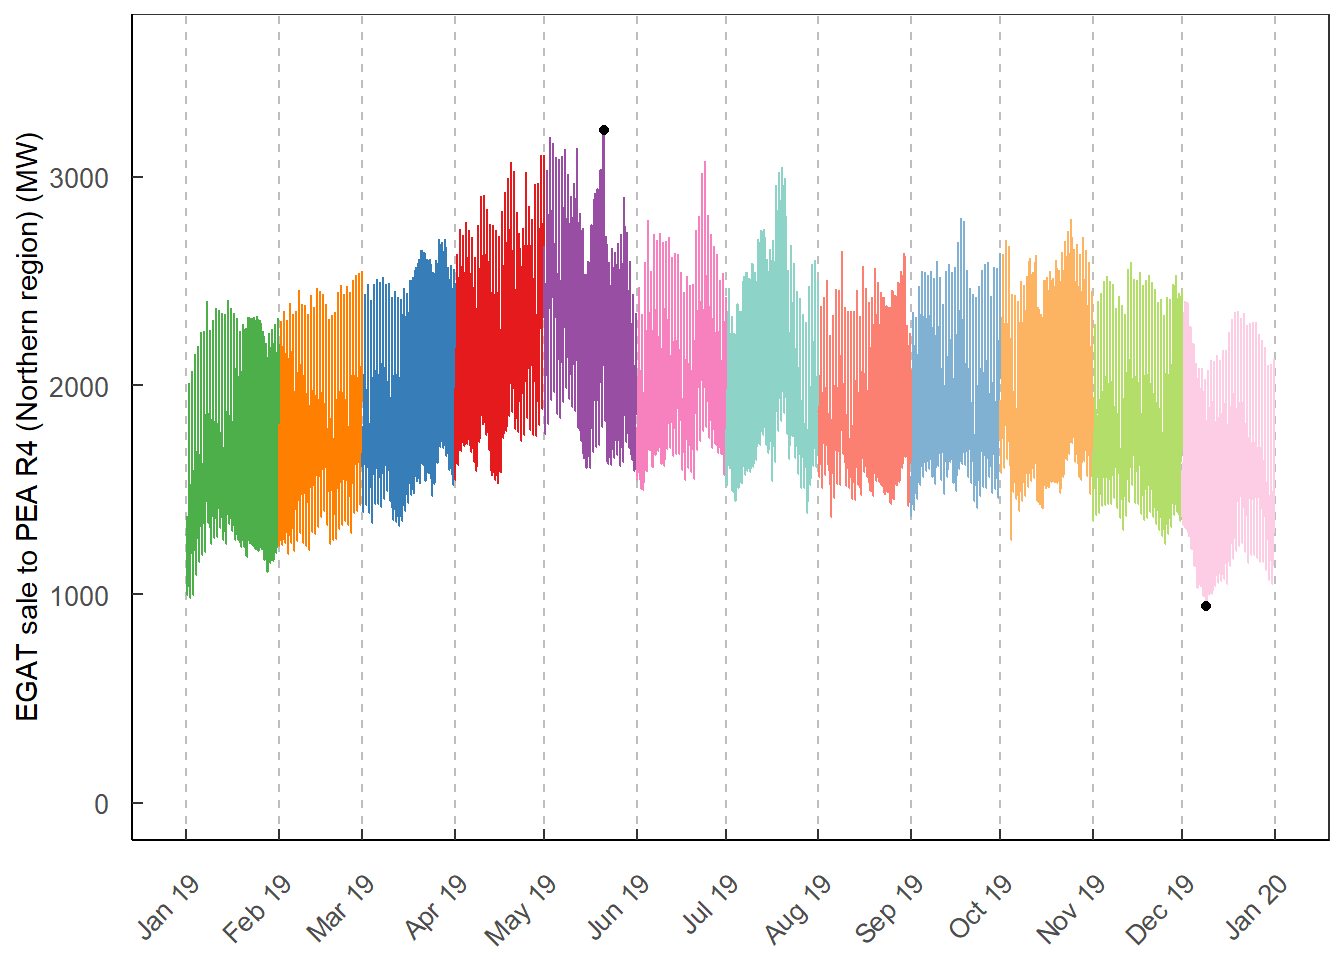 EGAT sale to PEA R4 (Northern region) (MW)
3000
2000
1000
0
Jan 19
Feb 19
Mar 19
Apr 19
May 19
Jun 19
Jul 19
Aug 19
Sep 19
Oct 19
Nov 19
Dec 19
Jan 20